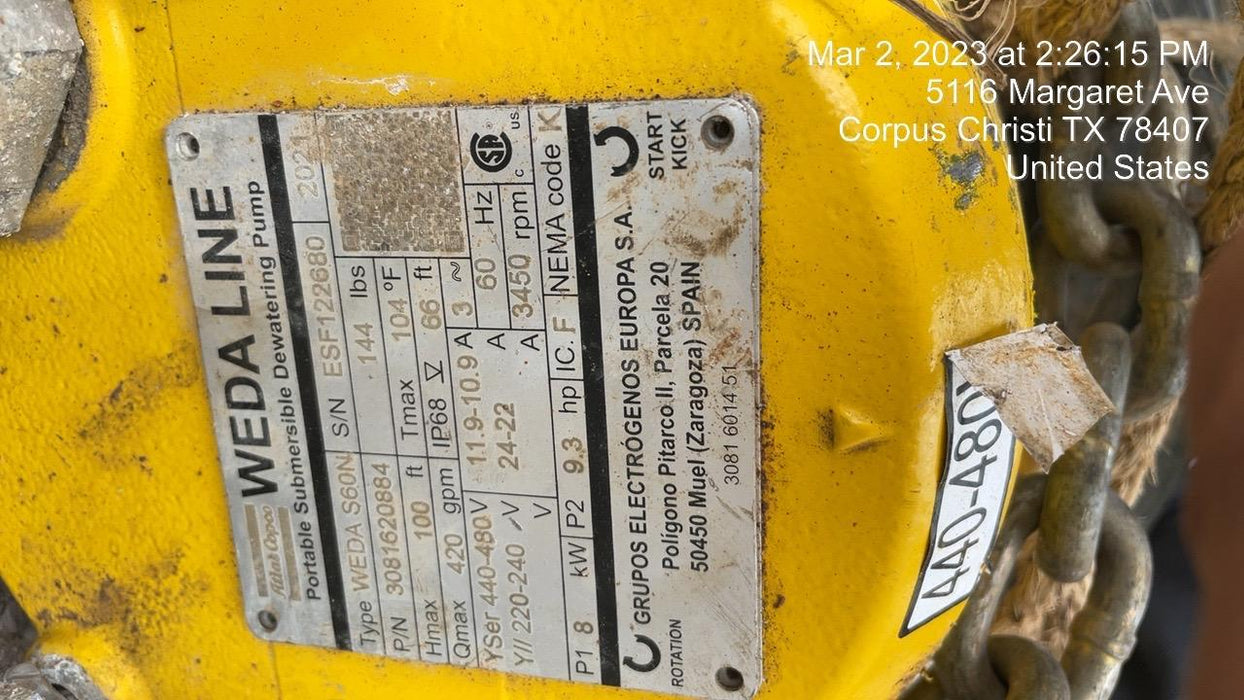 Mar 2, 2023 at 2:26:15 PM
5116 Margaret Ave
Corpus Christi TX 78407
United States
Atlas Copco
WEDA LINE
Portable Submersible Dewatering Pump
Type WEDA S60N S/N ESF122680
P/N 3081620884 144 lbs
Hmax 100 ft Tmax 104 °F
Qmax 420 gpm IP68 66 ft
YSer 440-480 V 11.9-10.9 A 3 ~
Y// 220-240 V 24-22 A 60 Hz
V A 3450 rpm
c us
P1 8 kW P2 9.3 hp IC. F NEMA code K
ROTATION
START KICK
GRUPOS ELECTRÓGENOS EUROPA S.A.
Polígono Pitarco II, Parcela 20
50450 Muel (Zaragoza) SPAIN
3081 6014 51
440-480